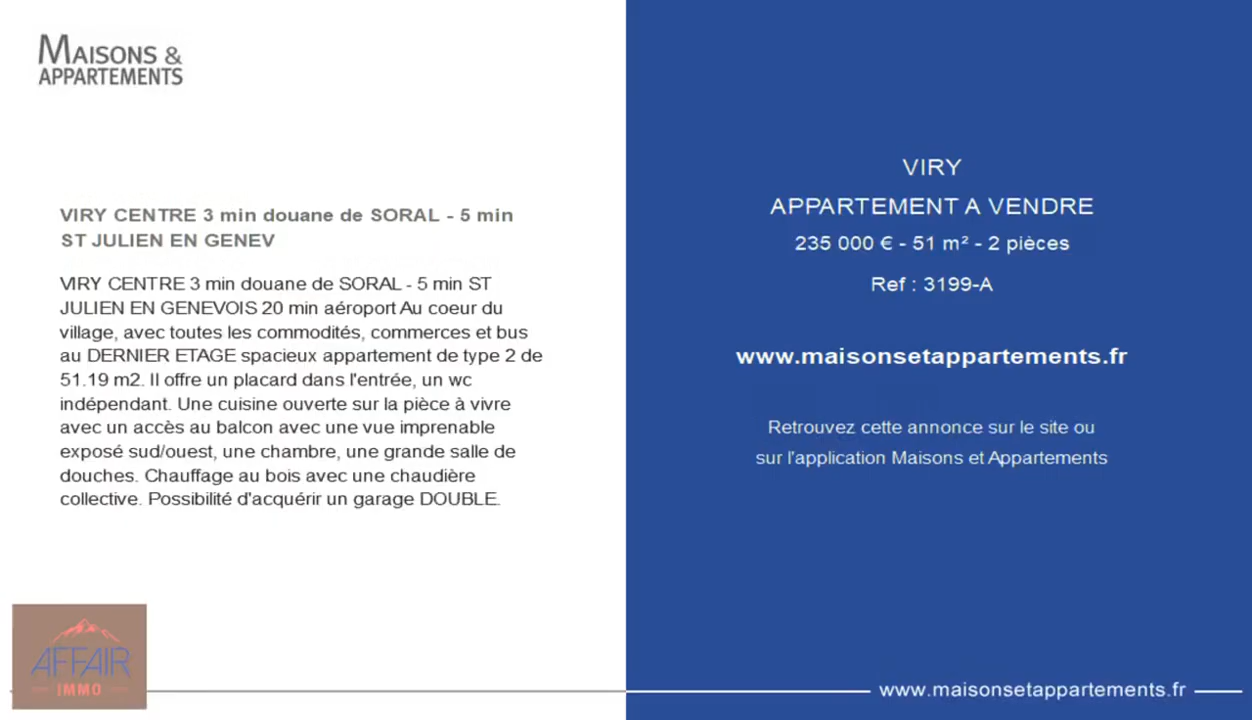 MAISONS &
APPARTEMENTS
VIRY CENTRE 3 min douane de SORAL - 5 min
ST JULIEN EN GENEV
VIRY CENTRE 3 min douane de SORAL - 5 min ST
JULIEN EN GENEVOIS 20 min aéroport Au coeur du
village, avec toutes les commodités, commerces et bus
au DERNIER ETAGE spacieux appartement de type 2 de
51.19 m2. Il offre un placard dans l'entrée, un wc
indépendant. Une cuisine ouverte sur la pièce à vivre
avec un accès au balcon avec une vue imprenable
exposé sud/ouest, une chambre, une grande salle de
douches. Chauffage au bois avec une chaudière
collective. Possibilité d'acquérir un garage DOUBLE.
AFFAIR
IMMO
VIRY
APPARTEMENT A VENDRE
235 000 € - 51 m² - 2 pièces
Ref : 3199-A
www.maisonsetappartements.fr
Retrouvez cette annonce sur le site ou
sur l'application Maisons et Appartements
www.maisonsetappartements.fr